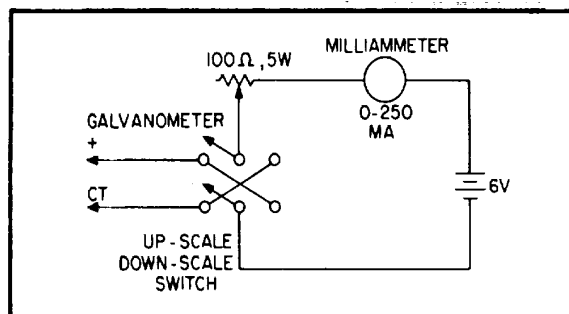 MILLIAMMETER
100Ω, 5W
0-250
MA
GALVANOMETER
+
CT
6V
UP-SCALE
DOWN-SCALE
SWITCH